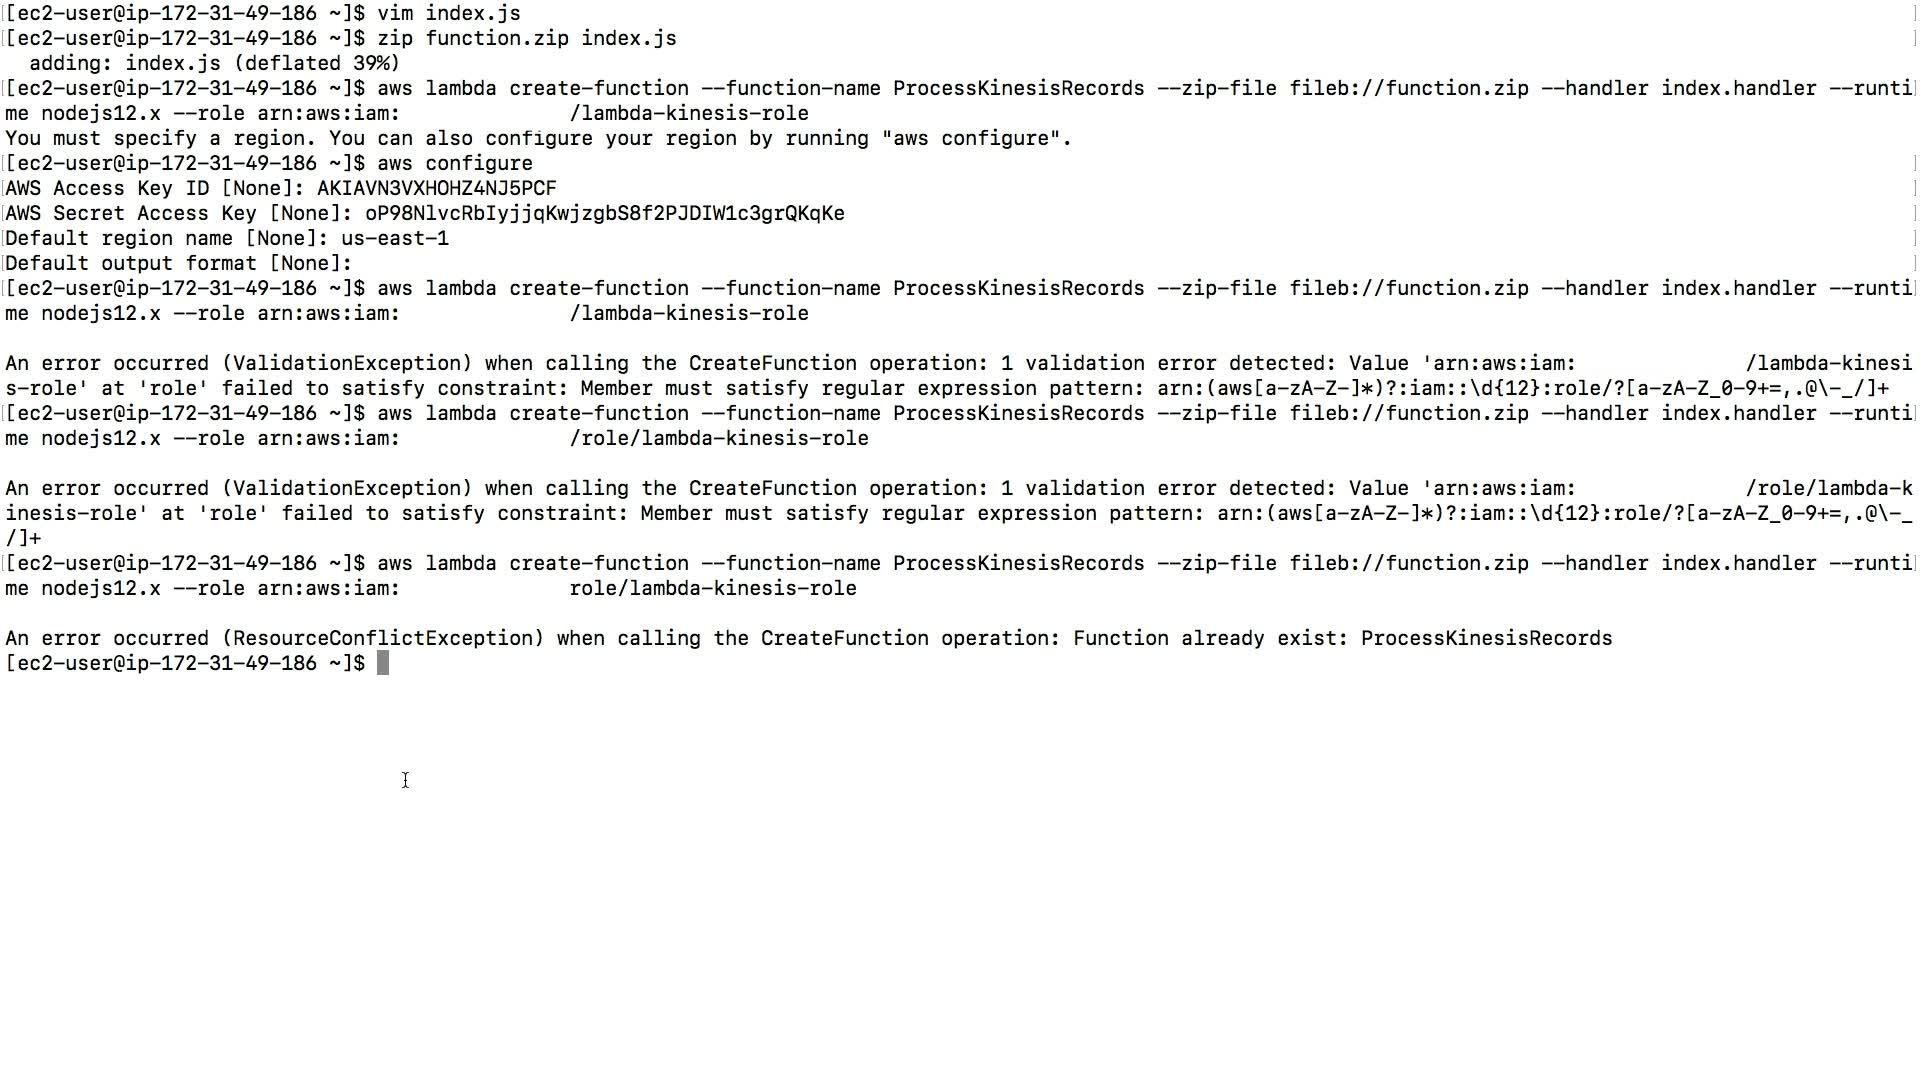 [ec2-user@ip-172-31-49-186 ~]$ vim index.js
[ec2-user@ip-172-31-49-186 ~]$ zip function.zip index.js
  adding: index.js (deflated 39%)
[ec2-user@ip-172-31-49-186 ~]$ aws lambda create-function --function-name ProcessKinesisRecords --zip-file fileb://function.zip --handler index.handler --runti
me nodejs12.x --role arn:aws:iam:              /lambda-kinesis-role
You must specify a region. You can also configure your region by running "aws configure".
[ec2-user@ip-172-31-49-186 ~]$ aws configure
AWS Access Key ID [None]: AKIAVN3VXHOHZ4NJ5PCF
AWS Secret Access Key [None]: oP98NlvcRbIyjjqKwjzgbS8f2PJDIW1c3grQKqKe
Default region name [None]: us-east-1
Default output format [None]:
[ec2-user@ip-172-31-49-186 ~]$ aws lambda create-function --function-name ProcessKinesisRecords --zip-file fileb://function.zip --handler index.handler --runti
me nodejs12.x --role arn:aws:iam:              /lambda-kinesis-role
An error occurred (ValidationException) when calling the CreateFunction operation: 1 validation error detected: Value 'arn:aws:iam:              /lambda-kinesi
s-role' at 'role' failed to satisfy constraint: Member must satisfy regular expression pattern: arn:(aws[a-zA-Z-]*)?:iam::\d{12}:role/?[a-zA-Z_0-9+=,.@\-_/]+
[ec2-user@ip-172-31-49-186 ~]$ aws lambda create-function --function-name ProcessKinesisRecords --zip-file fileb://function.zip --handler index.handler --runti
me nodejs12.x --role arn:aws:iam:              /role/lambda-kinesis-role
An error occurred (ValidationException) when calling the CreateFunction operation: 1 validation error detected: Value 'arn:aws:iam:              /role/lambda-k
inesis-role' at 'role' failed to satisfy constraint: Member must satisfy regular expression pattern: arn:(aws[a-zA-Z-]*)?:iam::\d{12}:role/?[a-zA-Z_0-9+=,.@\-_
/]+
[ec2-user@ip-172-31-49-186 ~]$ aws lambda create-function --function-name ProcessKinesisRecords --zip-file fileb://function.zip --handler index.handler --runti
me nodejs12.x --role arn:aws:iam:              role/lambda-kinesis-role
An error occurred (ResourceConflictException) when calling the CreateFunction operation: Function already exist: ProcessKinesisRecords
[ec2-user@ip-172-31-49-186 ~]$